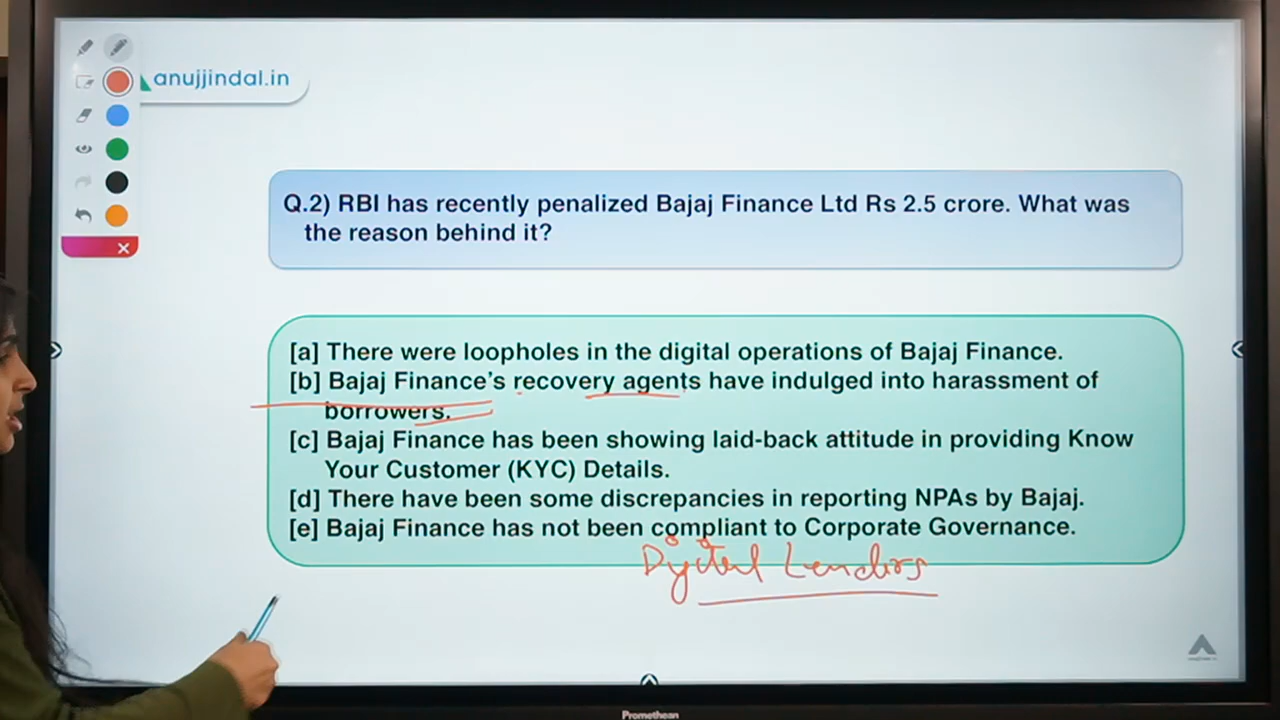 anujjindal.in
Q.2) RBI has recently penalized Bajaj Finance Ltd Rs 2.5 crore. What was
the reason behind it?
[a] There were loopholes in the digital operations of Bajaj Finance.
[b] Bajaj Finance's recovery agents have indulged into harassment of
borrowers.
[c] Bajaj Finance has been showing laid-back attitude in providing Know
Your Customer (KYC) Details.
[d] There have been some discrepancies in reporting NPAs by Bajaj.
[e] Bajaj Finance has not been compliant to Corporate Governance.
Digital Lenders
Promethean